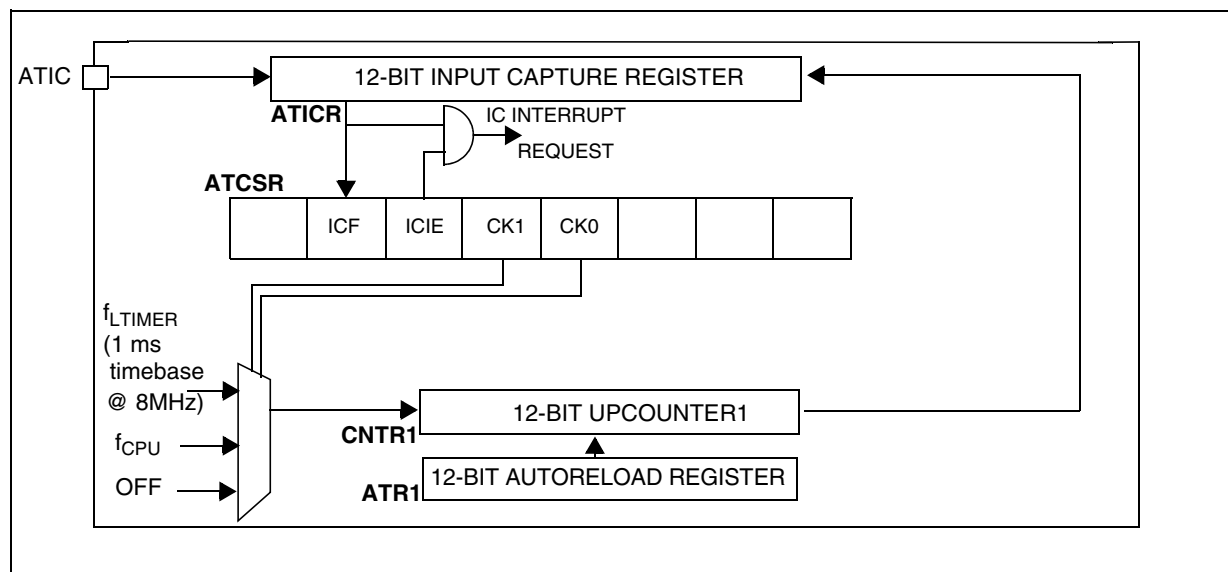 ATIC
12-BIT INPUT CAPTURE REGISTER
ATICR
IC INTERRUPT
REQUEST
ATCSR
ICF
ICIE
CK1
CK0
fLTIMER
(1 ms
timebase
@ 8MHz)
fCPU
OFF
12-BIT UPCOUNTER1
CNTR1
12-BIT AUTORELOAD REGISTER
ATR1